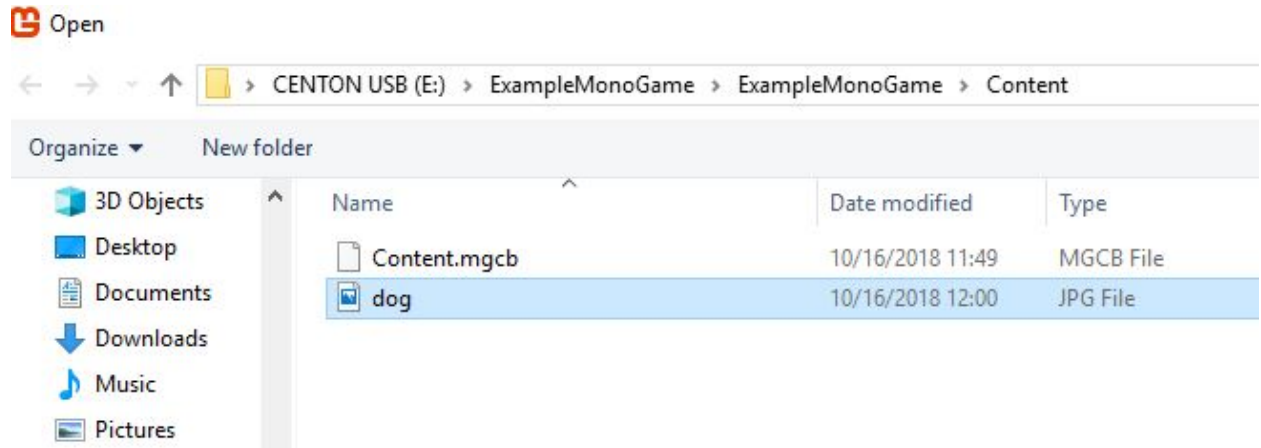 Open
CENTON USB (E:) > ExampleMonoGame > ExampleMonoGame > Content
Organize New folder
3D Objects
Desktop
Documents
Downloads
Music
Pictures
Name Date modified Type
Content.mgcb 10/16/2018 11:49 MGCB File
dog 10/16/2018 12:00 JPG File